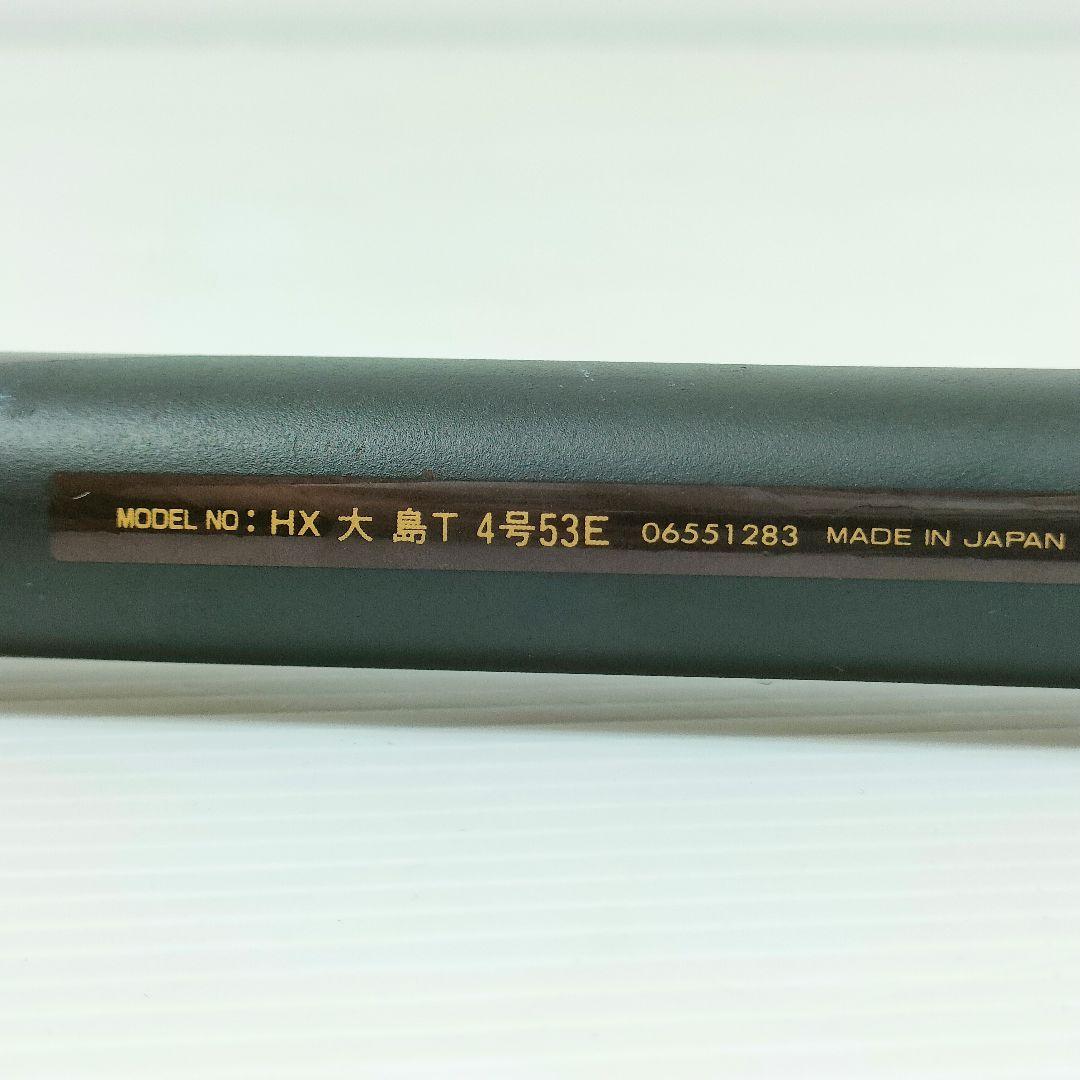 MODEL NO: HX 大 島T 4号53E 06551283 MADE IN JAPAN